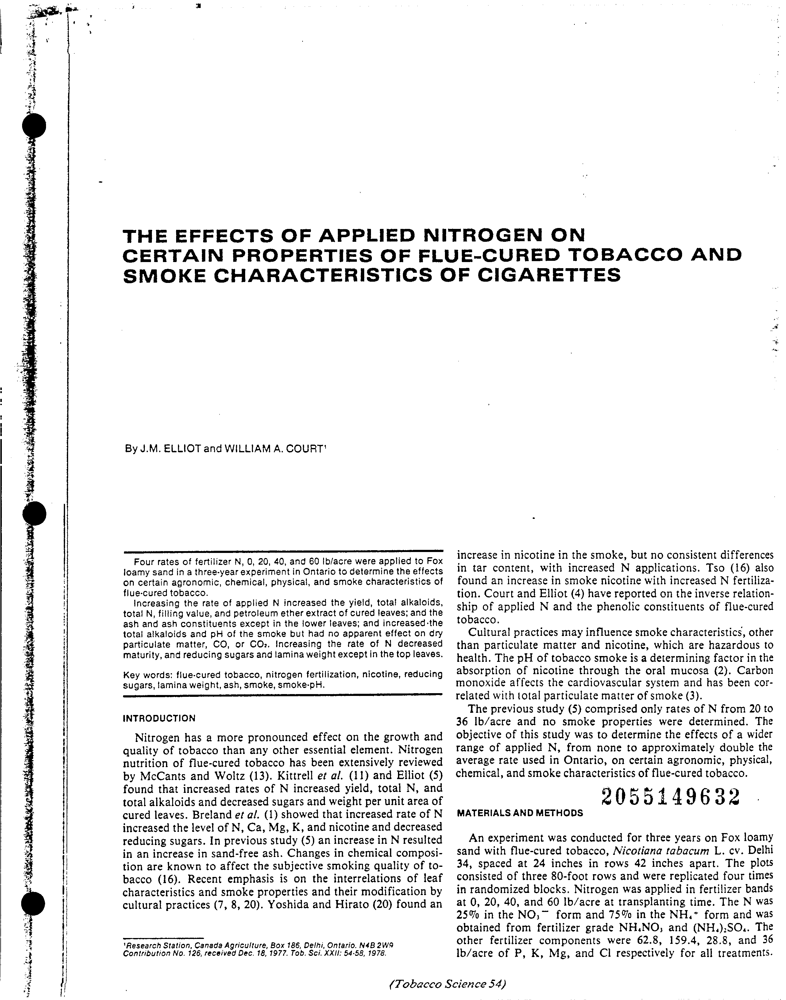 THE EFFECTS OF APPLIED NITROGEN ON
CERTAIN PROPERTIES OF FLUE-CURED TOBACCO AND
SMOKE CHARACTERISTICS OF CIGARETTES
By J.M. ELLIOT and WILLIAM A. COURT¹
Four rates of fertilizer N, 0, 20, 40, and 60 lb/acre were applied to Fox
loamy sand in a three-year experiment in Ontario to determine the effects
on certain agronomic, chemical, physical, and smoke characteristics of
flue-cured tobacco.
Increasing the rate of applied N increased the yield, total alkaloids,
total N, filling value, and petroleum ether extract of cured leaves; and the
ash and ash constituents except in the lower leaves; and increased the
total alkaloids and pH of the smoke but had no apparent effect on dry
particulate matter, CO, or CO₂. Increasing the rate of N decreased
maturity, and reducing sugars and lamina weight except in the top leaves.
Key words: flue-cured tobacco, nitrogen fertilization, nicotine, reducing
sugars, lamina weight, ash, smoke, smoke-pH.
INTRODUCTION
Nitrogen has a more pronounced effect on the growth and
quality of tobacco than any other essential element. Nitrogen
nutrition of flue-cured tobacco has been extensively reviewed
by McCants and Woltz (13). Kittrell et al. (11) and Elliot (5)
found that increased rates of N increased yield, total N, and
total alkaloids and decreased sugars and weight per unit area of
cured leaves. Breland et al. (1) showed that increased rate of N
increased the level of N, Ca, Mg, K, and nicotine and decreased
reducing sugars. In previous study (5) an increase in N resulted
in an increase in sand-free ash. Changes in chemical composi-
tion are known to affect the subjective smoking quality of to-
bacco (16). Recent emphasis is on the interrelations of leaf
characteristics and smoke properties and their modification by
cultural practices (7, 8, 20). Yoshida and Hirato (20) found an
¹Research Station, Canada Agriculture, Box 186, Delhi, Ontario. N4B 2W9
Contribution No. 126, received Dec. 18, 1977. Tob. Sci. XXII: 54-58, 1978.
increase in nicotine in the smoke, but no consistent differences
in tar content, with increased N applications. Tso (16) also
found an increase in smoke nicotine with increased N fertiliza-
tion. Court and Elliot (4) have reported on the inverse relation-
ship of applied N and the phenolic constituents of flue-cured
tobacco.
Cultural practices may influence smoke characteristics, other
than particulate matter and nicotine, which are hazardous to
health. The pH of tobacco smoke is a determining factor in the
absorption of nicotine through the oral mucosa (2). Carbon
monoxide affects the cardiovascular system and has been cor-
related with total particulate matter of smoke (3).
The previous study (5) comprised only rates of N from 20 to
36 lb/acre and no smoke properties were determined. The
objective of this study was to determine the effects of a wider
range of applied N, from none to approximately double the
average rate used in Ontario, on certain agronomic, physical,
chemical, and smoke characteristics of flue-cured tobacco.
2055149632
MATERIALS AND METHODS
An experiment was conducted for three years on Fox loamy
sand with flue-cured tobacco, Nicotiana tabacum L. cv. Delhi
34, spaced at 24 inches in rows 42 inches apart. The plots
consisted of three 80-foot rows and were replicated four times
in randomized blocks. Nitrogen was applied in fertilizer bands
at 0, 20, 40, and 60 lb/acre at transplanting time. The N was
25% in the NO₃⁻ form and 75% in the NH₄⁺ form and was
obtained from fertilizer grade NH₄NO₃ and (NH₄)₂SO₄. The
other fertilizer components were 62.8, 159.4, 28.8, and 36
lb/acre of P, K, Mg, and Cl respectively for all treatments.
(Tobacco Science 54)